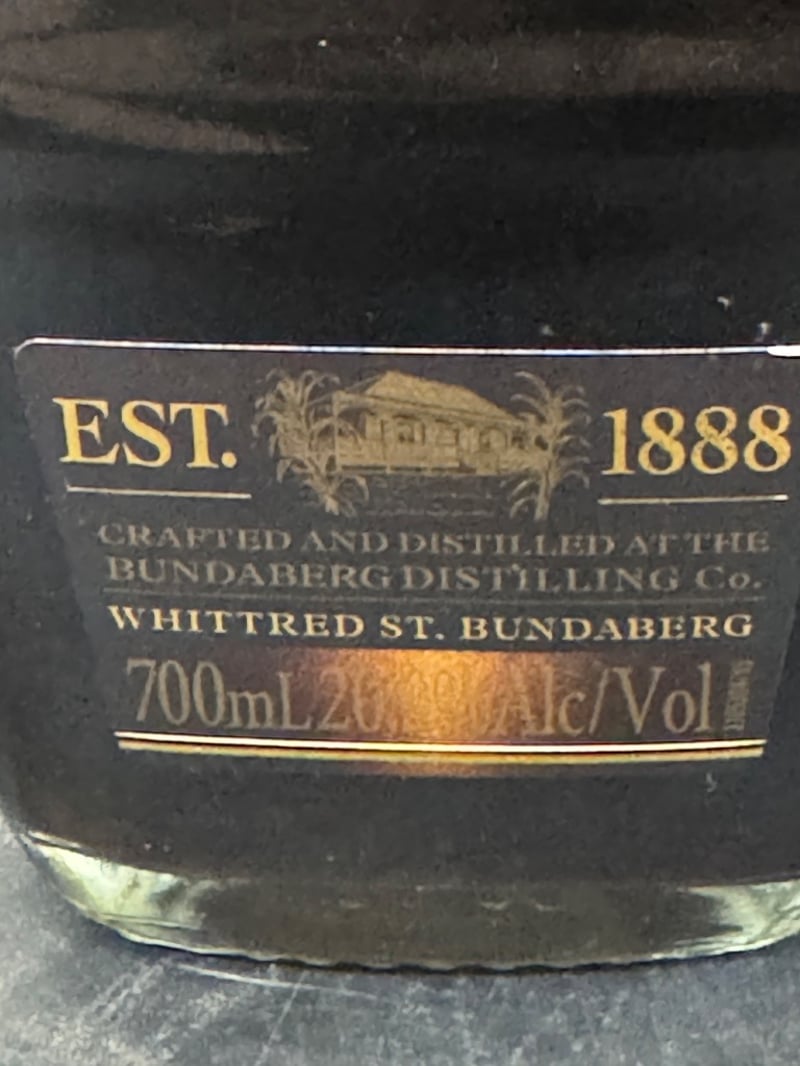 EST. 1888
CRAFTED AND DISTILLED AT THE
BUNDABERG DISTILLING Co.
WHITTRED ST. BUNDABERG
700mL Alc/Vol